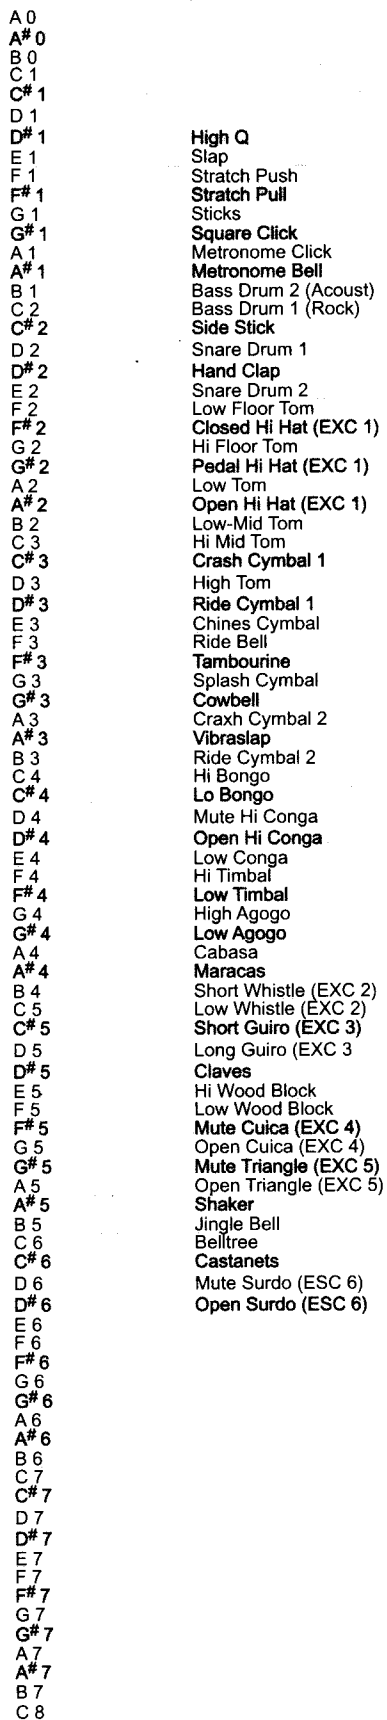 A 0
A# 0
B 0
C 1
C# 1
D 1
D# 1 High Q
E 1 Slap
F 1 Stratch Push
F# 1 Stratch Pull
G 1 Sticks
G# 1 Square Click
A 1 Metronome Click
A# 1 Metronome Bell
B 1 Bass Drum 2 (Acoust)
C 2 Bass Drum 1 (Rock)
C# 2 Side Stick
D 2 Snare Drum 1
D# 2 Hand Clap
E 2 Snare Drum 2
F 2 Low Floor Tom
F# 2 Closed Hi Hat (EXC 1)
G 2 Hi Floor Tom
G# 2 Pedal Hi Hat (EXC 1)
A 2 Low Tom
A# 2 Open Hi Hat (EXC 1)
B 2 Low-Mid Tom
C 3 Hi Mid Tom
C# 3 Crash Cymbal 1
D 3 High Tom
D# 3 Ride Cymbal 1
E 3 Chines Cymbal
F 3 Ride Bell
F# 3 Tambourine
G 3 Splash Cymbal
G# 3 Cowbell
A 3 Craxh Cymbal 2
A# 3 Vibraslap
B 3 Ride Cymbal 2
C 4 Hi Bongo
C# 4 Lo Bongo
D 4 Mute Hi Conga
D# 4 Open Hi Conga
E 4 Low Conga
F 4 Hi Timbal
F# 4 Low Timbal
G 4 High Agogo
G# 4 Low Agogo
A 4 Cabasa
A# 4 Maracas
B 4 Short Whistle (EXC 2)
C 5 Low Whistle (EXC 2)
C# 5 Short Guiro (EXC 3)
D 5 Long Guiro (EXC 3
D# 5 Claves
E 5 Hi Wood Block
F 5 Low Wood Block
F# 5 Mute Cuica (EXC 4)
G 5 Open Cuica (EXC 4)
G# 5 Mute Triangle (EXC 5)
A 5 Open Triangle (EXC 5)
A# 5 Shaker
B 5 Jingle Bell
C 6 Belltree
C# 6 Castanets
D 6 Mute Surdo (ESC 6)
D# 6 Open Surdo (ESC 6)
E 6
F 6
F# 6
G 6
G# 6
A 6
A# 6
B 6
C 7
C# 7
D 7
D# 7
E 7
F 7
F# 7
G 7
G# 7
A 7
A# 7
B 7
C 8